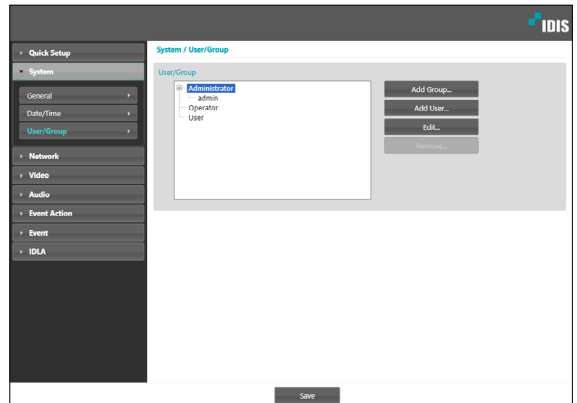 IDIS
Quick Setup
System
General
Date/Time
User/Group
Network
Video
Audio
Event Action
Event
IDLA
System / User/Group
User/Group
Administrator
admin
Operator
User
Add Group...
Add User...
Edit...
Remove...
Save